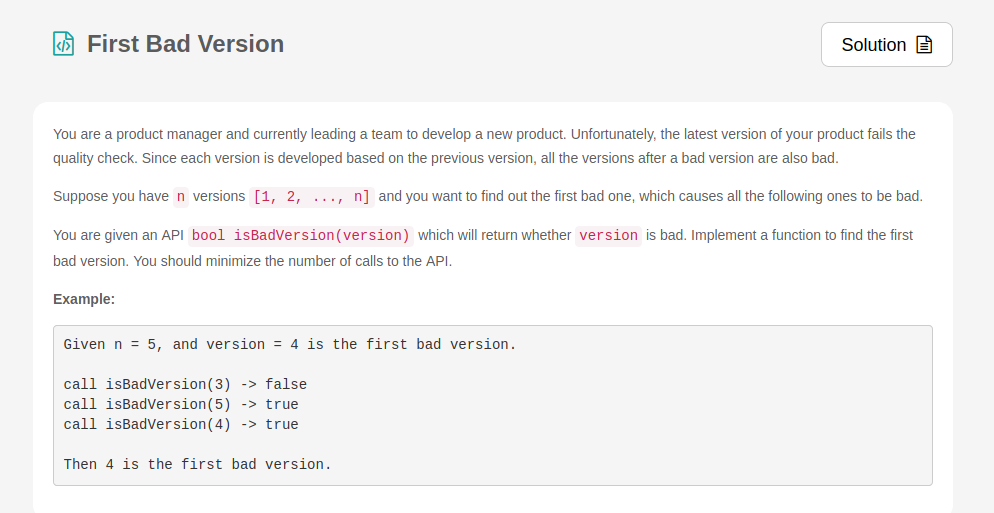 First Bad Version
Solution
You are a product manager and currently leading a team to develop a new product. Unfortunately, the latest version of your product fails the
quality check. Since each version is developed based on the previous version, all the versions after a bad version are also bad.
Suppose you have n versions [1, 2, ..., n] and you want to find out the first bad one, which causes all the following ones to be bad.
You are given an API bool isBadVersion(version) which will return whether version is bad. Implement a function to find the first
bad version. You should minimize the number of calls to the API.
Example:
Given n = 5, and version = 4 is the first bad version.
call isBadVersion(3) -> false
call isBadVersion(5) -> true
call isBadVersion(4) -> true
Then 4 is the first bad version.